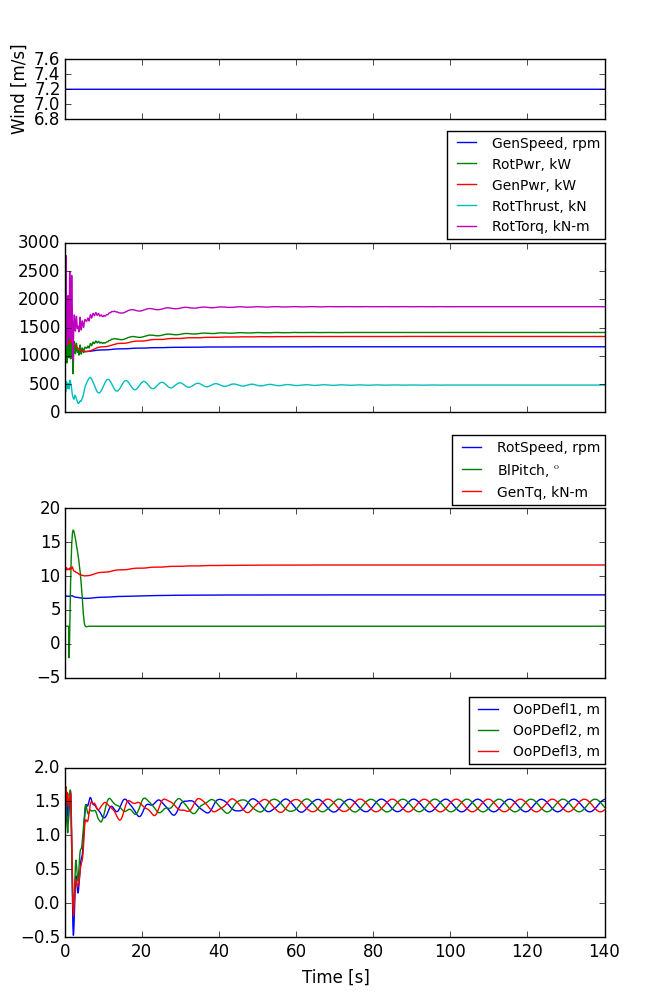 Wind [m/s]
7.6
7.4
7.2
7.0
6.8
GenSpeed, rpm
RotPwr, kW
GenPwr, kW
RotThrust, kN
RotTorq, kN-m
3000
2500
2000
1500
1000
500
0
RotSpeed, rpm
BlPitch, °
GenTq, kN-m
20
15
10
5
0
−5
OoPDefl1, m
OoPDefl2, m
OoPDefl3, m
2.0
1.5
1.0
0.5
0.0
−0.5
0 20 40 60 80 100 120 140
Time [s]